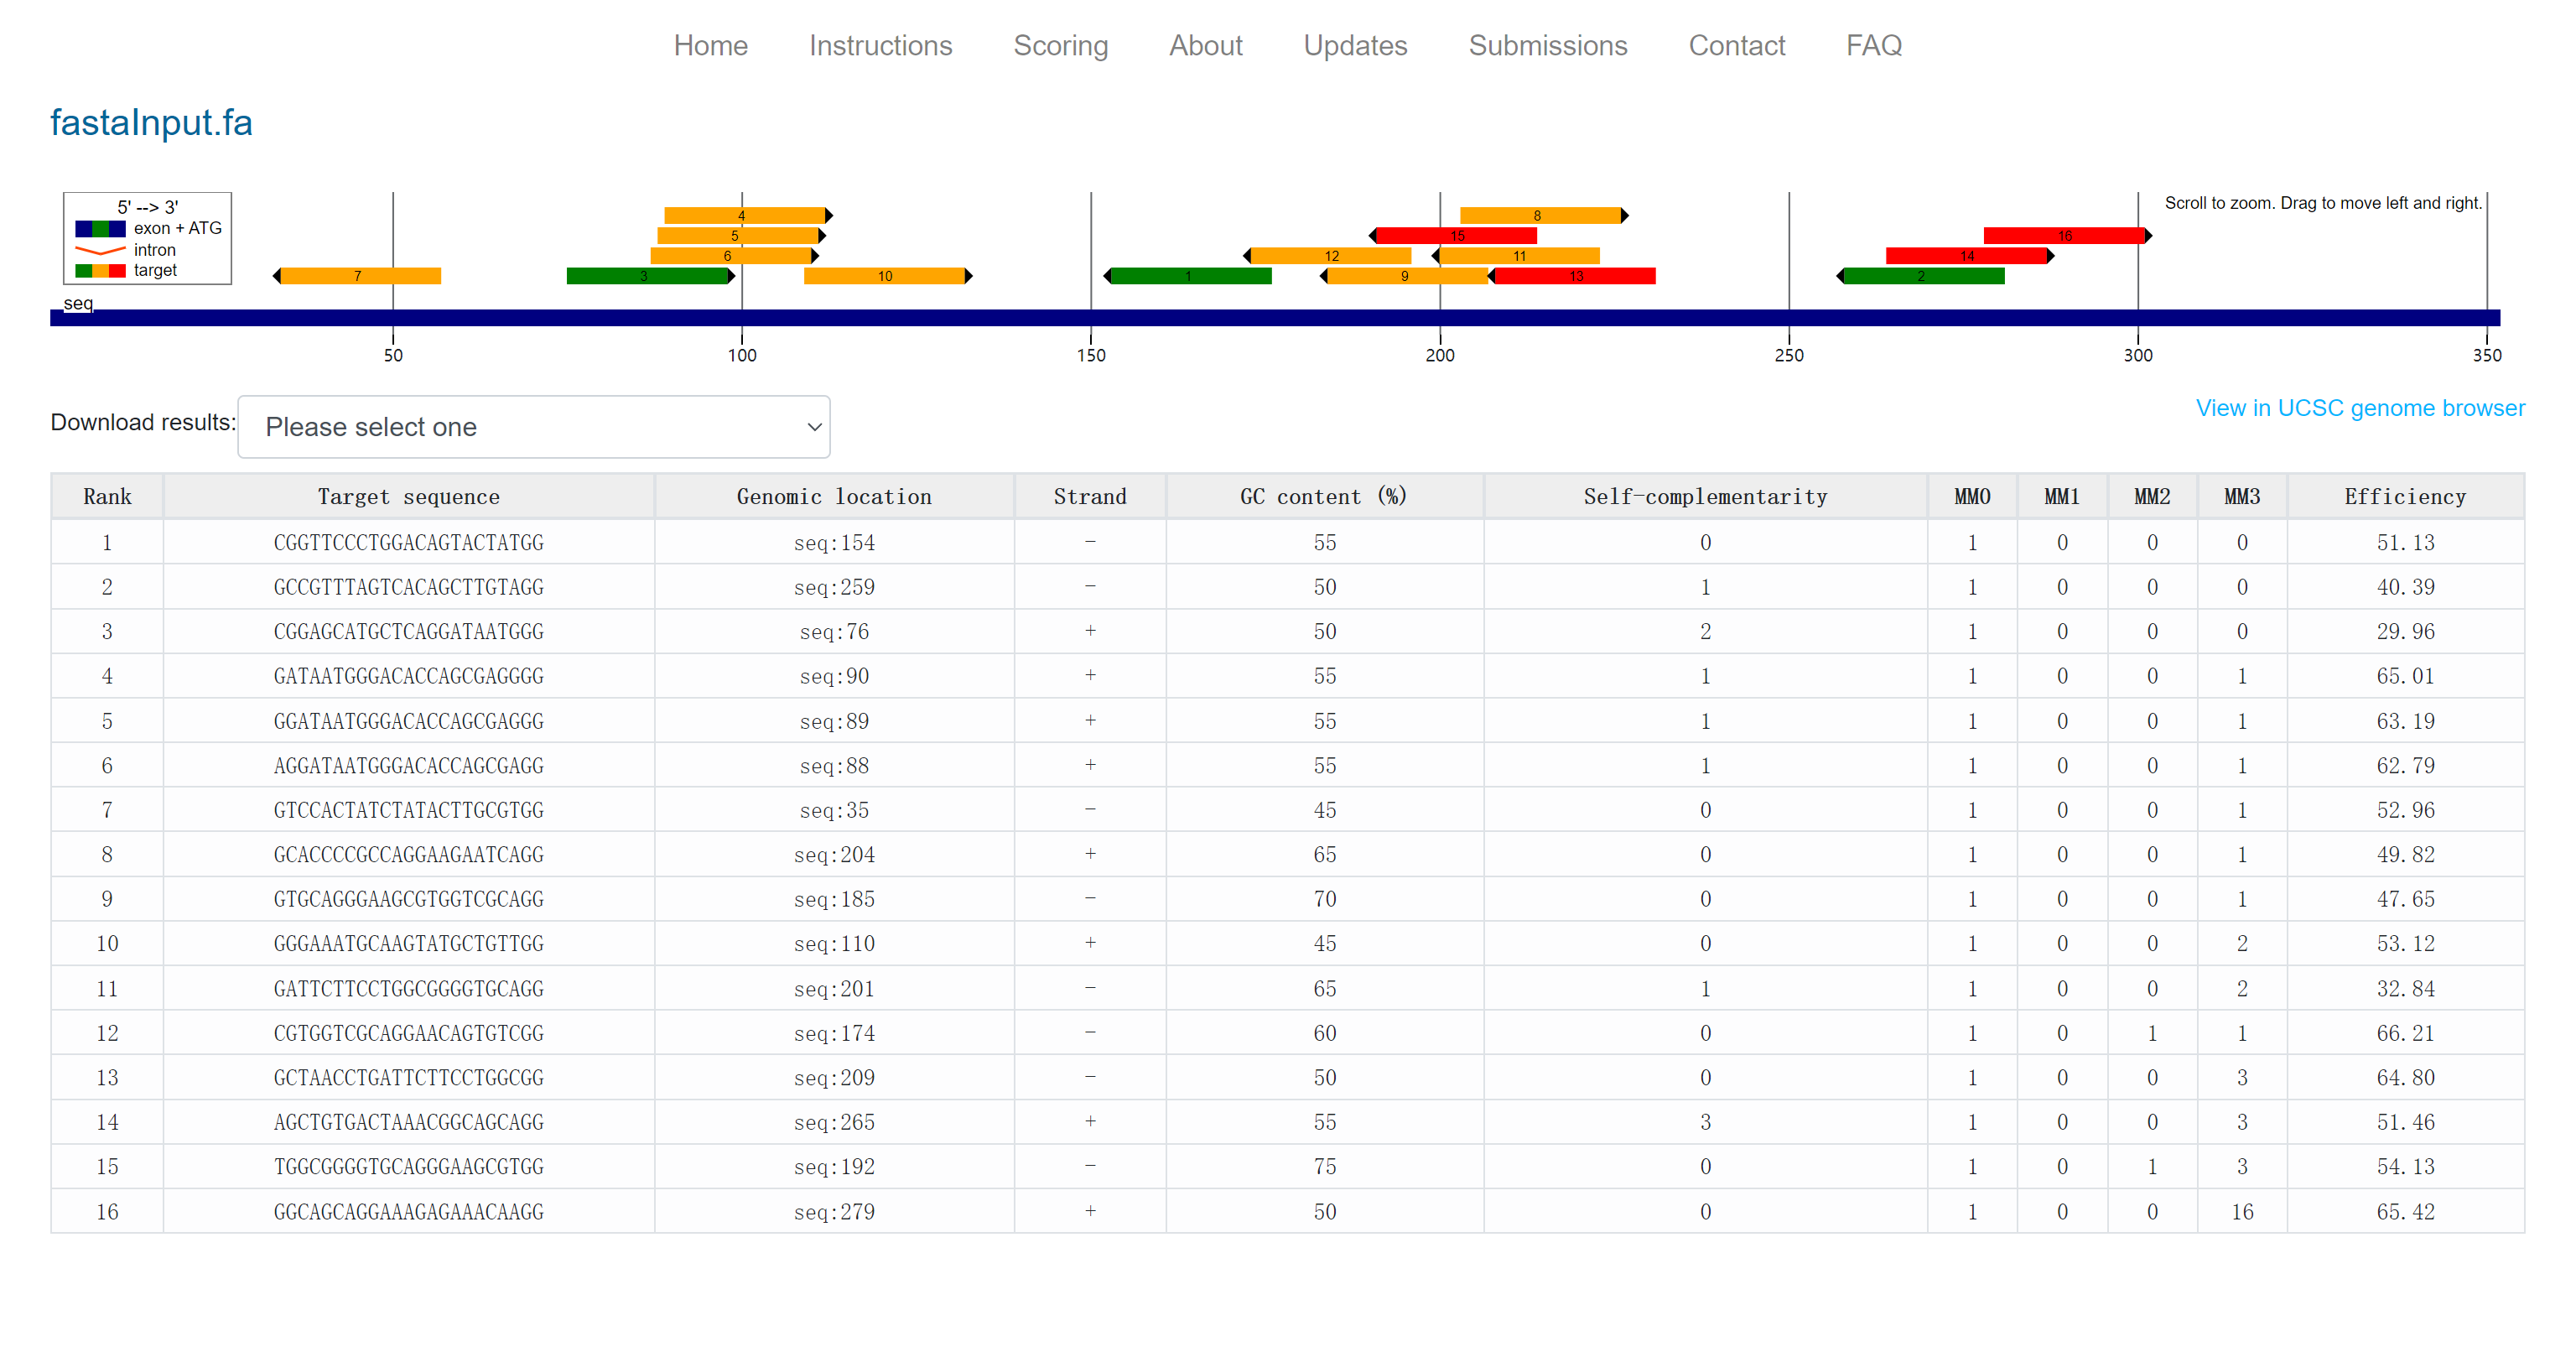 Home Instructions Scoring About Updates Submissions Contact FAQ
fastaInput.fa
5' --> 3'
exon + ATG
intron
target
Scroll to zoom. Drag to move left and right.
4 8
5 15 16
6 12 11 14
7 3 10 1 9 13 2
seq
50 100 150 200 250 300 350
Download results: Please select one View in UCSC genome browser
Rank Target sequence Genomic location Strand GC content (%) Self-complementarity MM0 MM1 MM2 MM3 Efficiency
1 CGGTTCCCTGGACAGTACTATGG seq:154 - 55 0 1 0 0 0 51.13
2 GCCGTTTAGTCACAGCTTGTAGG seq:259 - 50 1 1 0 0 0 40.39
3 CGGAGCATGCTCAGGATAATGGG seq:76 + 50 2 1 0 0 0 29.96
4 GATAATGGGACACCAGCGAGGGG seq:90 + 55 1 1 0 0 1 65.01
5 GGATAATGGGACACCAGCGAGGG seq:89 + 55 1 1 0 0 1 63.19
6 AGGATAATGGGACACCAGCGAGG seq:88 + 55 1 1 0 0 1 62.79
7 GTCCACTATCTATACTTGCGTGG seq:35 - 45 0 1 0 0 1 52.96
8 GCACCCCGCCAGGAAGAATCAGG seq:204 + 65 0 1 0 0 1 49.82
9 GTGCAGGGAAGCGTGGTCGCAGG seq:185 - 70 0 1 0 0 1 47.65
10 GGGAAATGCAAGTATGCTGTTGG seq:110 + 45 0 1 0 0 2 53.12
11 GATTCTTCCTGGCGGGGTGCAGG seq:201 - 65 1 1 0 0 2 32.84
12 CGTGGTCGCAGGAACAGTGTCGG seq:174 - 60 0 1 0 1 1 66.21
13 GCTAACCTGATTCTTCCTGGCGG seq:209 - 50 0 1 0 0 3 64.80
14 AGCTGTGACTAAACGGCAGCAGG seq:265 + 55 3 1 0 0 3 51.46
15 TGGCGGGGTGCAGGGAAGCGTGG seq:192 - 75 0 1 0 1 3 54.13
16 GGCAGCAGGAAAGAGAAACAAGG seq:279 + 50 0 1 0 0 16 65.42